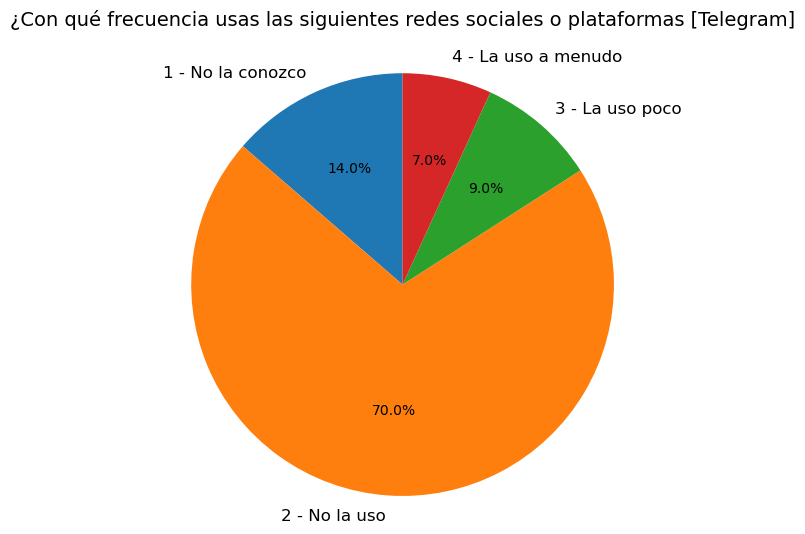 ¿Con qué frecuencia usas las siguientes redes sociales o plataformas [Telegram]
4 - La uso a menudo
1 - No la conozco
3 - La uso poco
7.0%
14.0%
9.0%
70.0%
2 - No la uso